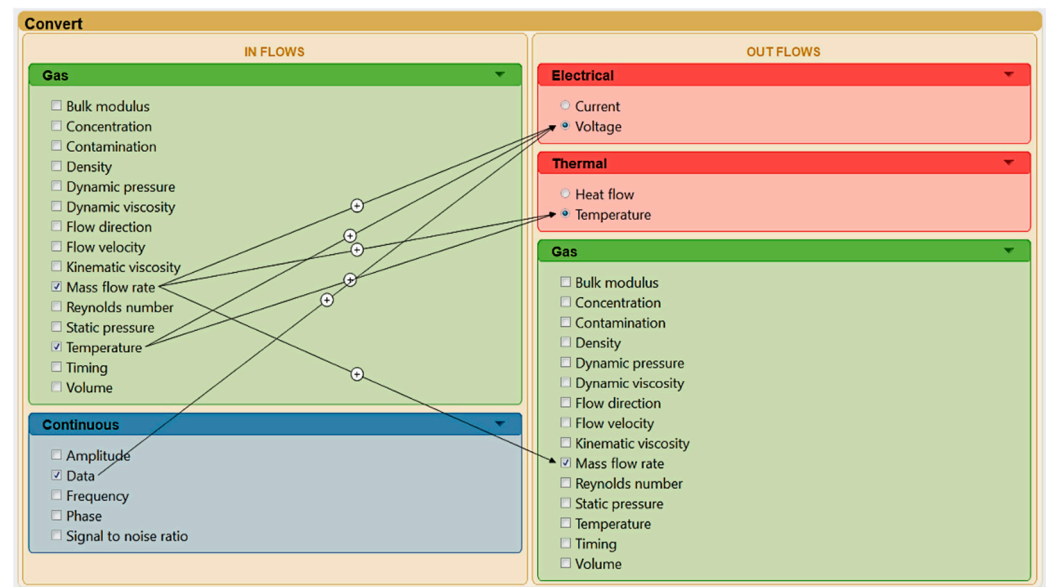 Convert
IN FLOWS
Gas
Bulk modulus
Concentration
Contamination
Density
Dynamic pressure
Dynamic viscosity
Flow direction
Flow velocity
Kinematic viscosity
Mass flow rate
Reynolds number
Static pressure
Temperature
Timing
Volume
Continuous
Amplitude
Data
Frequency
Phase
Signal to noise ratio
OUT FLOWS
Electrical
Current
Voltage
Thermal
Heat flow
Temperature
Gas
Bulk modulus
Concentration
Contamination
Density
Dynamic pressure
Dynamic viscosity
Flow direction
Flow velocity
Kinematic viscosity
Mass flow rate
Reynolds number
Static pressure
Temperature
Timing
Volume